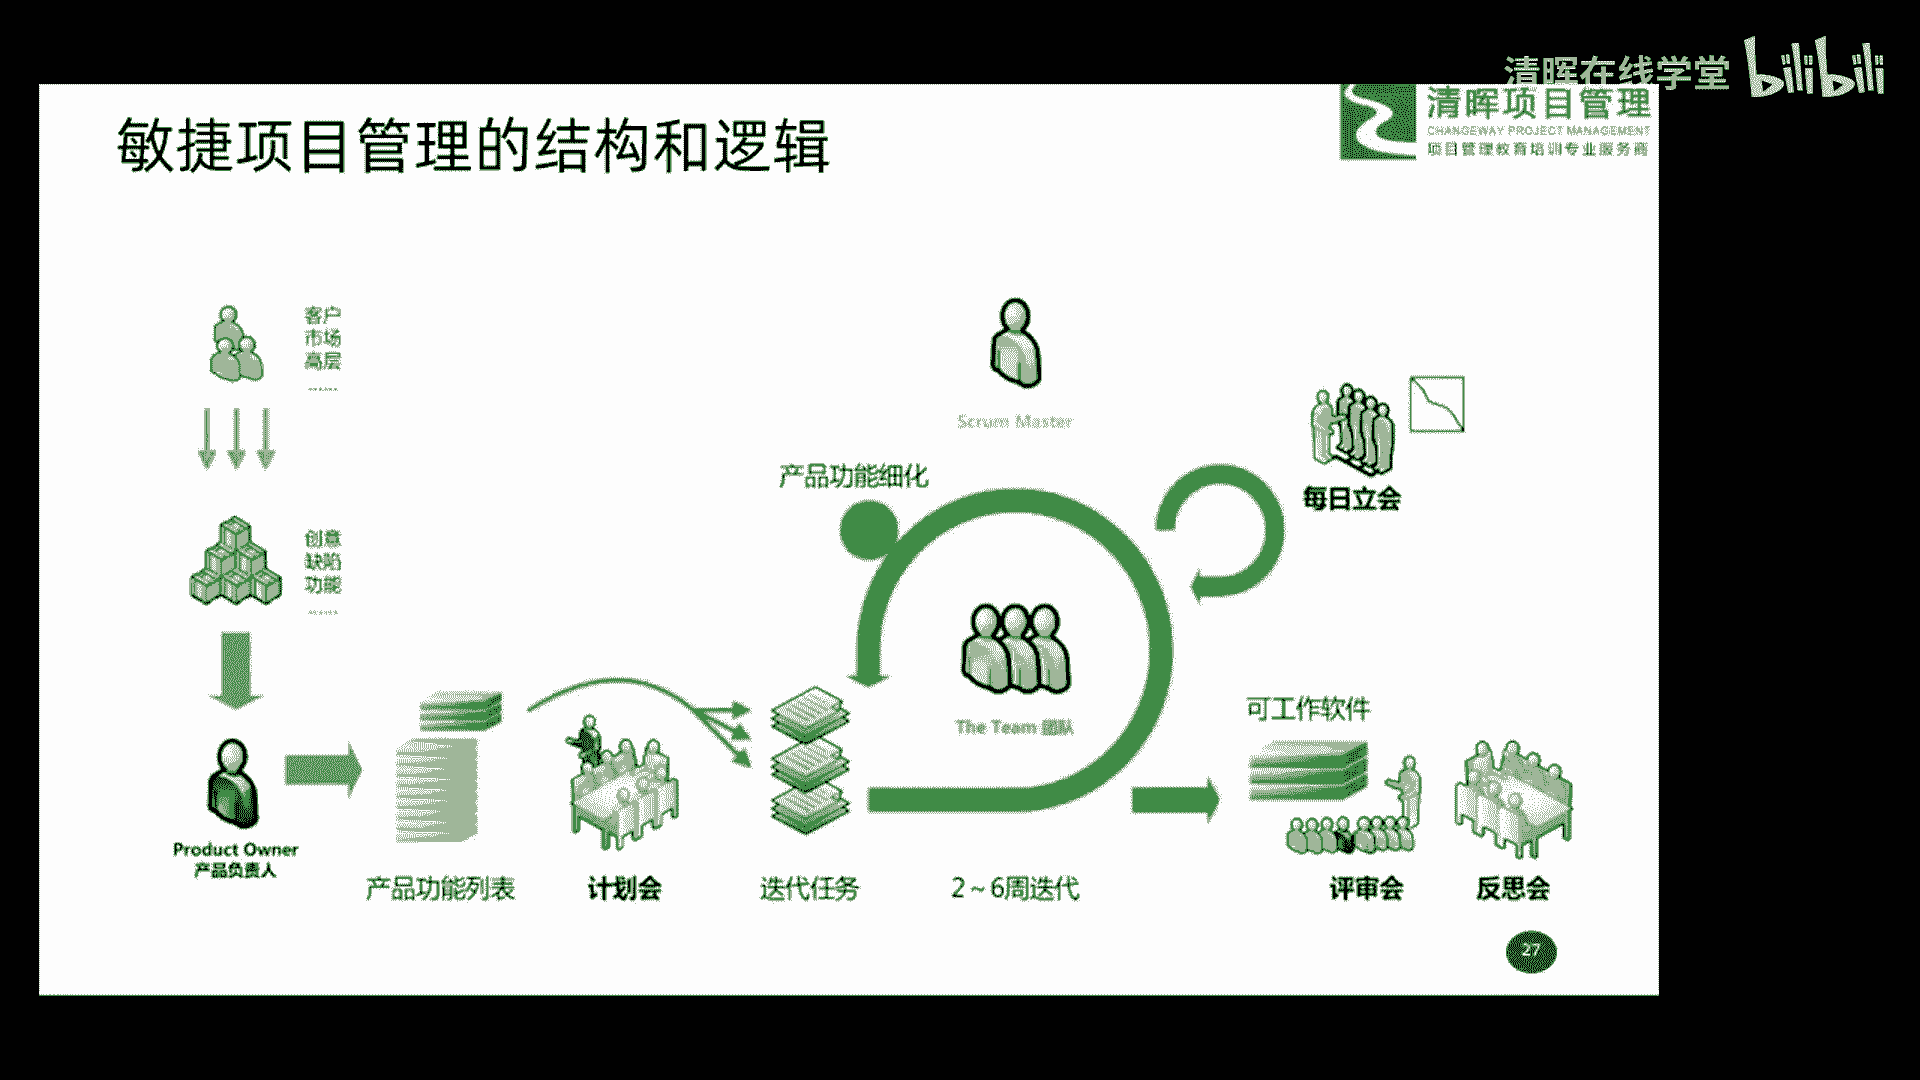 清晖在线学堂 bilibili
清晖项目管理
CHANGEWAY PROJECT MANAGEMENT
项目管理教育培训专业服务商
敏捷项目管理的结构和逻辑
客户
市场
高层
......
创意
缺陷
功能
......
Product Owner
产品负责人
产品功能列表
计划会
迭代任务
产品功能细化
Scrum Master
The Team 团队
2~6周迭代
每日立会
可工作软件
评审会
反思会
27